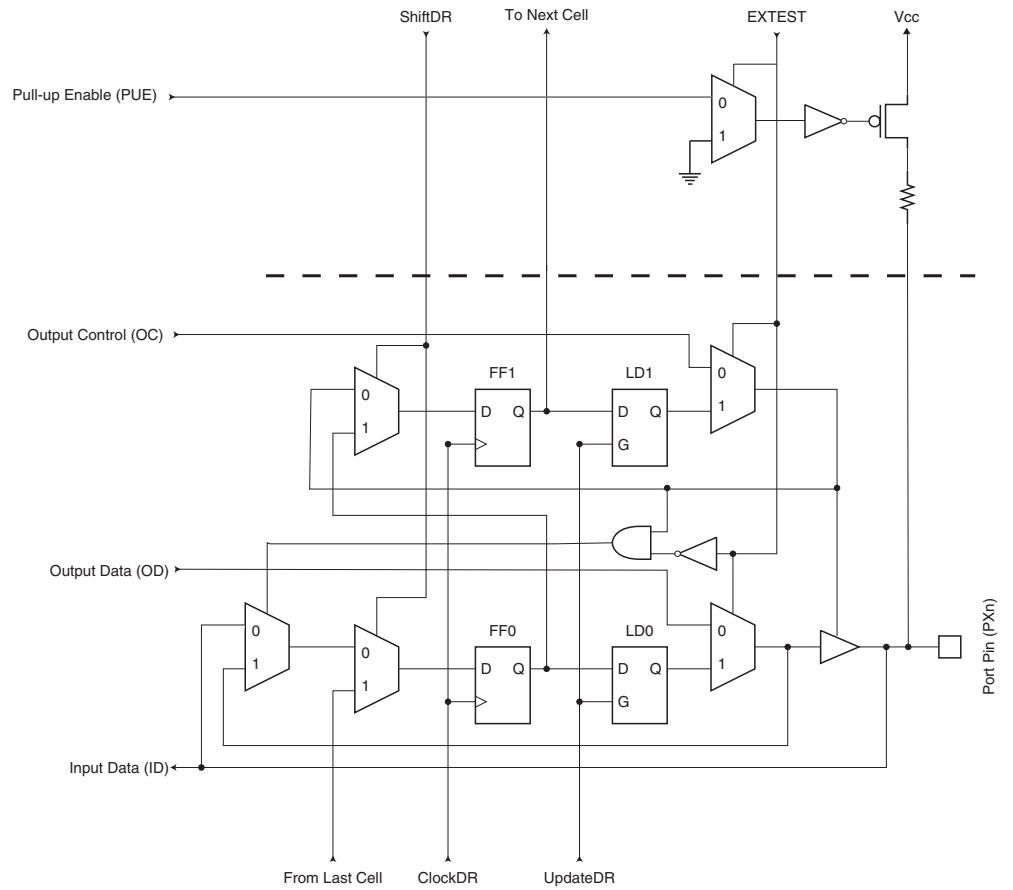 ShiftDR
To Next Cell
EXTEST
Vcc
Pull-up Enable (PUE)
0
1
Output Control (OC)
FF1
LD1
0
1
D Q
D Q
G
0
1
Output Data (OD)
FF0
LD0
0
1
0
1
D Q
D Q
G
0
1
Port Pin (PXn)
Input Data (ID)
From Last Cell
ClockDR
UpdateDR